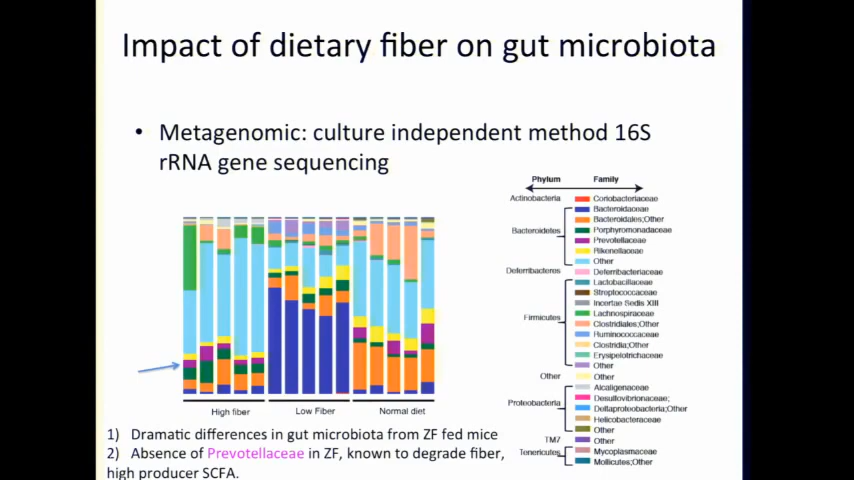 Impact of dietary fiber on gut microbiota
• Metagenomic: culture independent method 16S
rRNA gene sequencing
Phylum Family
Actinobacteria Coriobacteriaceae
Bacteroidetes
Bacteroidaceae
Bacteroidales;Other
Porphyromonadaceae
Prevotellaceae
Rikenellaceae
Other
Deferribacteres Deferribacteriaceae
Firmicutes
Lactobacillaceae
Streptococcaceae
Incertae Sedis XIII
Lachnospiraceae
Clostridiales;Other
Ruminococcaceae
Clostridia;Other
Erysipelotrichaceae
Other
Other Other
Proteobacteria
Alcaligenaceae
Desulfovibrionaceae;
Deltaproteobacteria;Other
Helicobacteraceae
Other
TM7 Other
Tenericutes
Mycoplasmaceae
Mollicutes;Other
High fiber Low Fiber Normal diet
1) Dramatic differences in gut microbiota from ZF fed mice
2) Absence of Prevotellaceae in ZF, known to degrade fiber,
high producer SCFA.